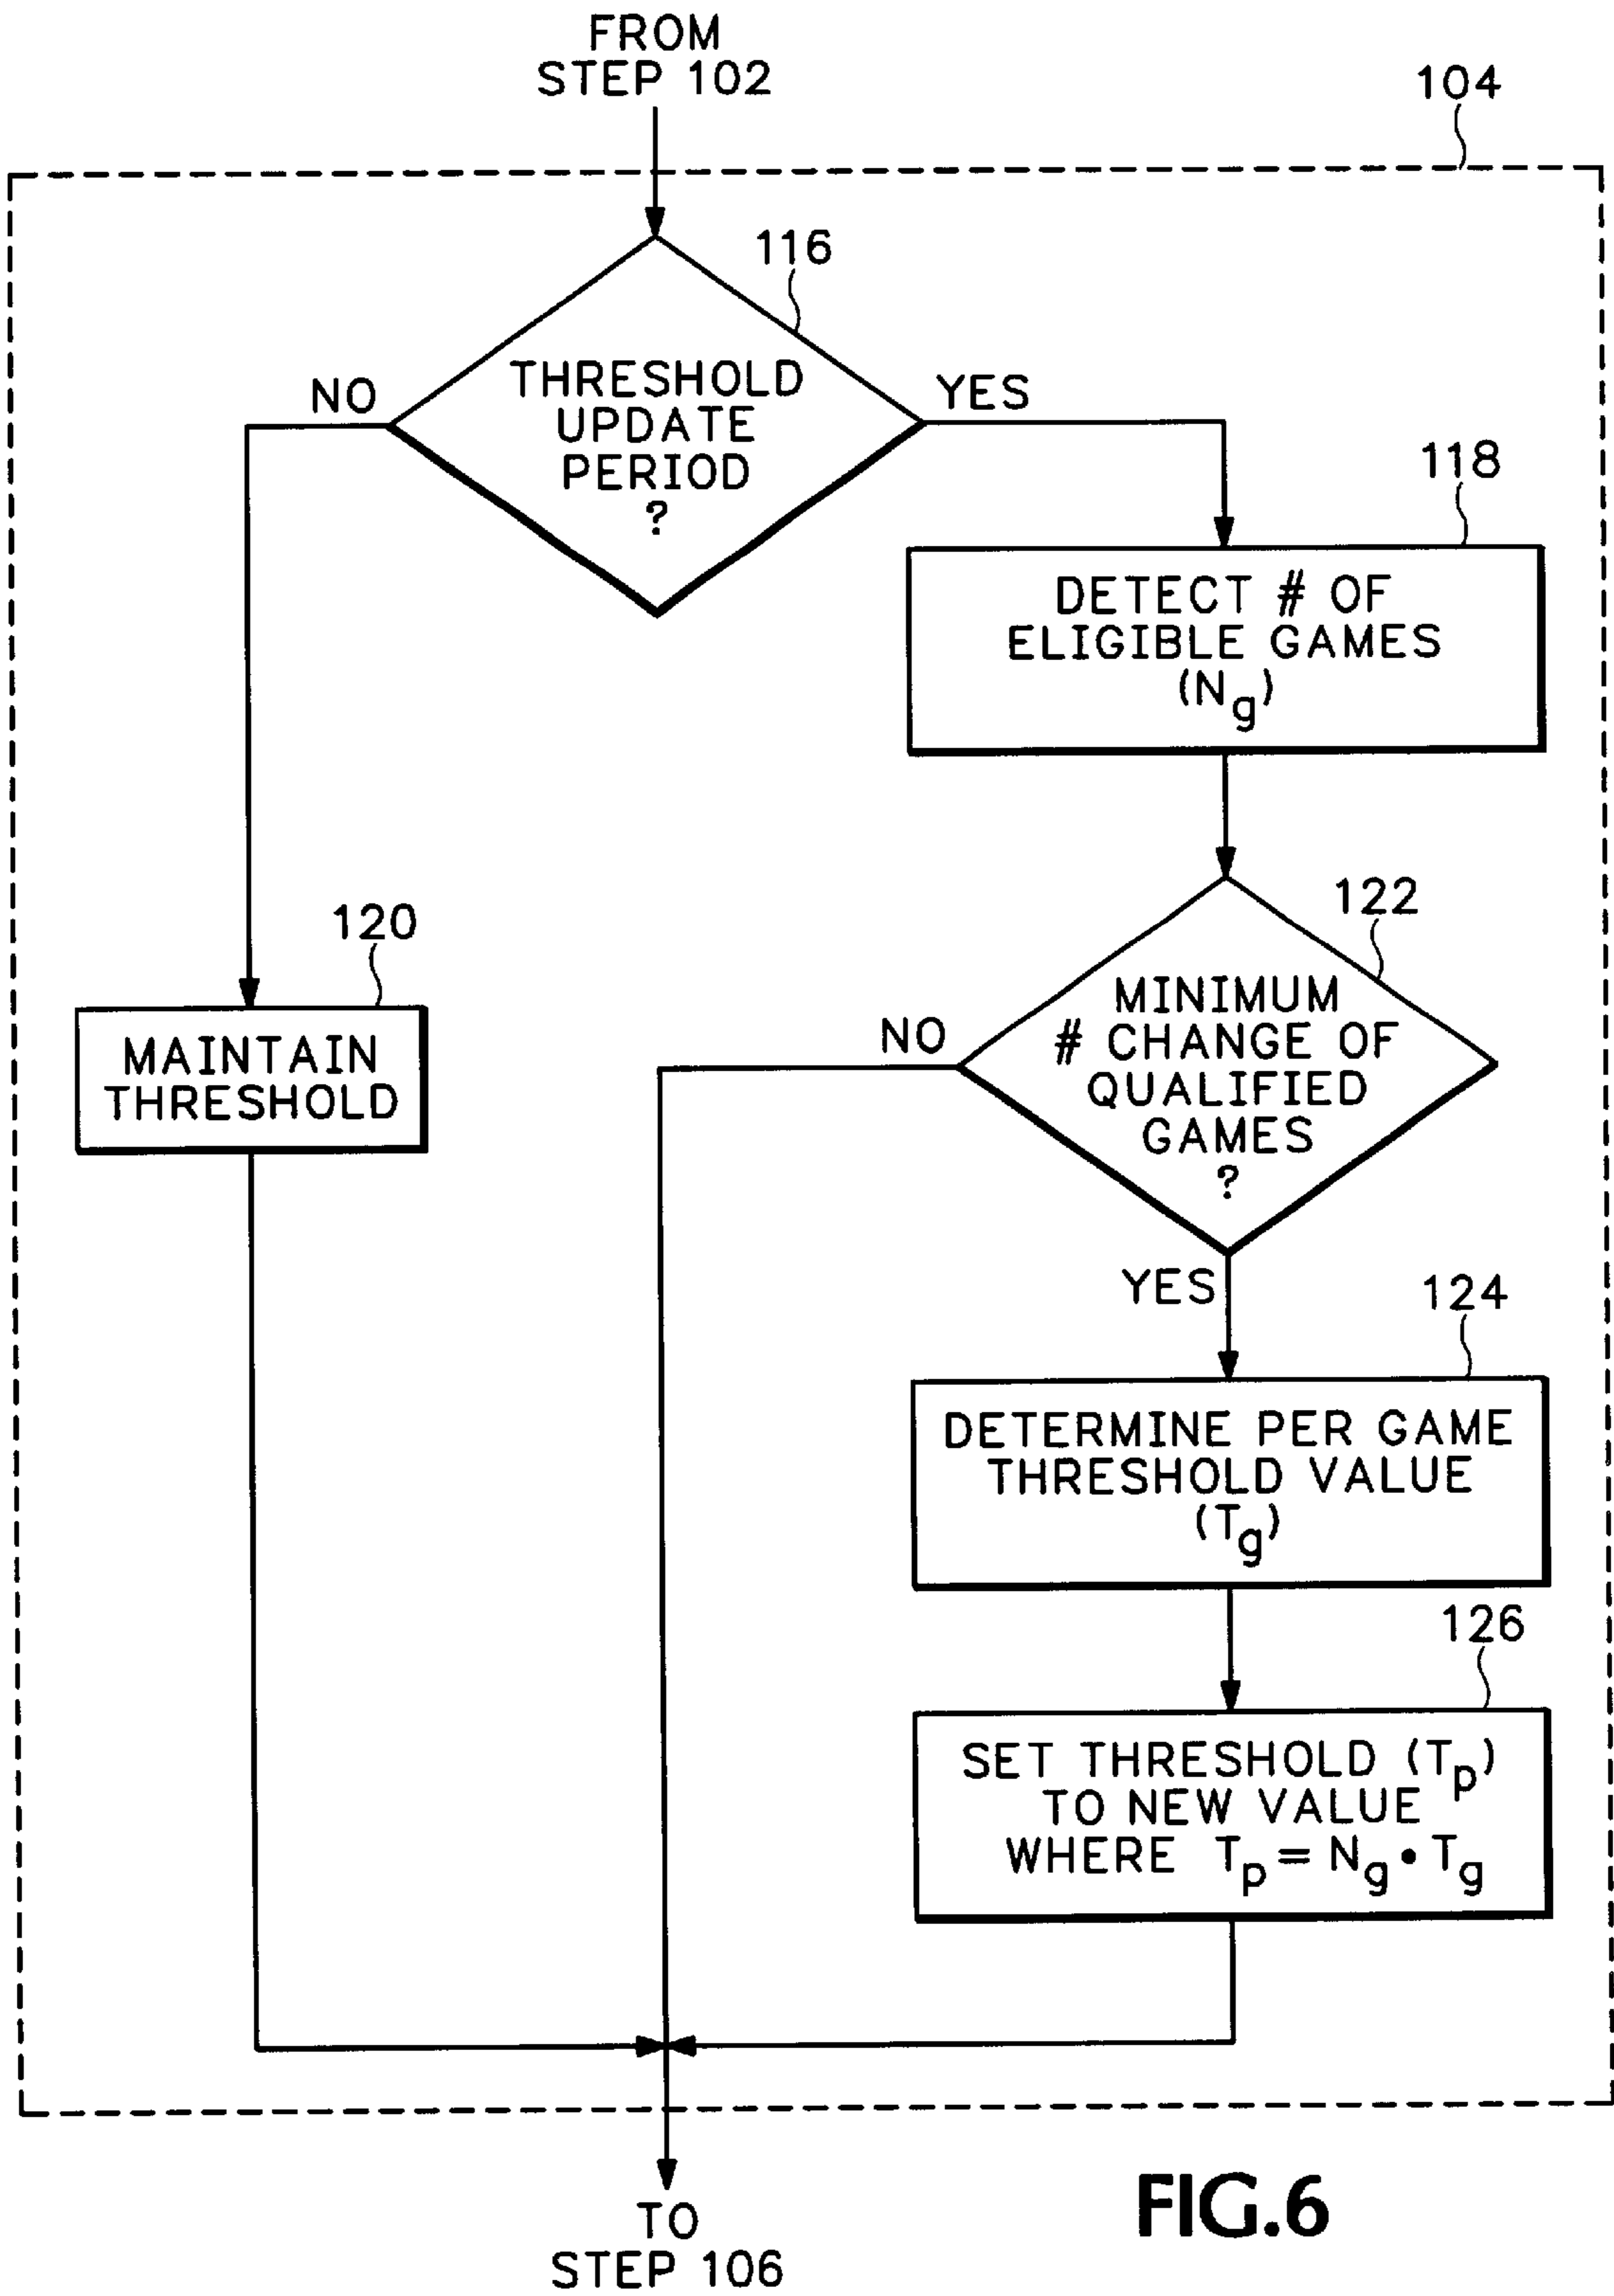 FROM
STEP 102
104
116
THRESHOLD
UPDATE
PERIOD
?
NO
YES
118
DETECT # OF
ELIGIBLE GAMES
(Ng)
122
MINIMUM
# CHANGE OF
QUALIFIED
GAMES
?
NO
YES
120
MAINTAIN
THRESHOLD
124
DETERMINE PER GAME
THRESHOLD VALUE
(Tg)
126
SET THRESHOLD (Tp)
TO NEW VALUE
WHERE Tp = Ng • Tg
TO
STEP 106
FIG.6